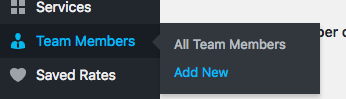 Services
Team Members
All Team Members
Add New
Saved Rates